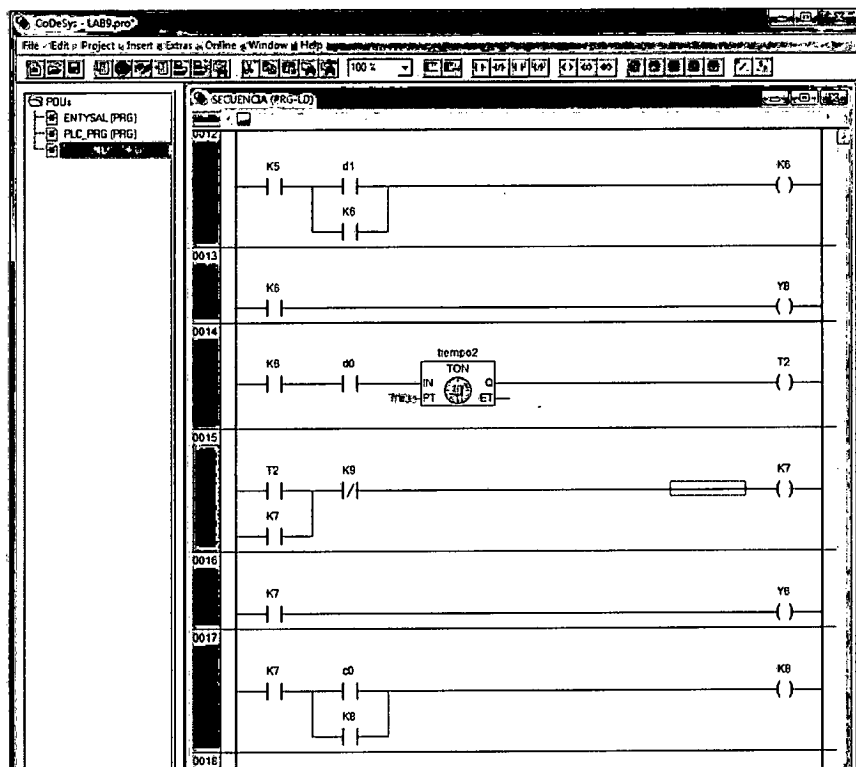 CoDeSys - LAB9.pro*
File Edit Project Insert Extras Online Window Help
100 %
POUs
ENTYSAL (PRG)
PLC_PRG (PRG)
SECUENCIA (PRG-LD)
0012
K5 d1 K6
K6
0013
K6 Y8
0014
K6 d0 tiempo2 T2
TON
IN Q
PT ET
0015
T2 K9 K7
K7
0016
K7 Y6
0017
K7 c0 K8
K8
0018